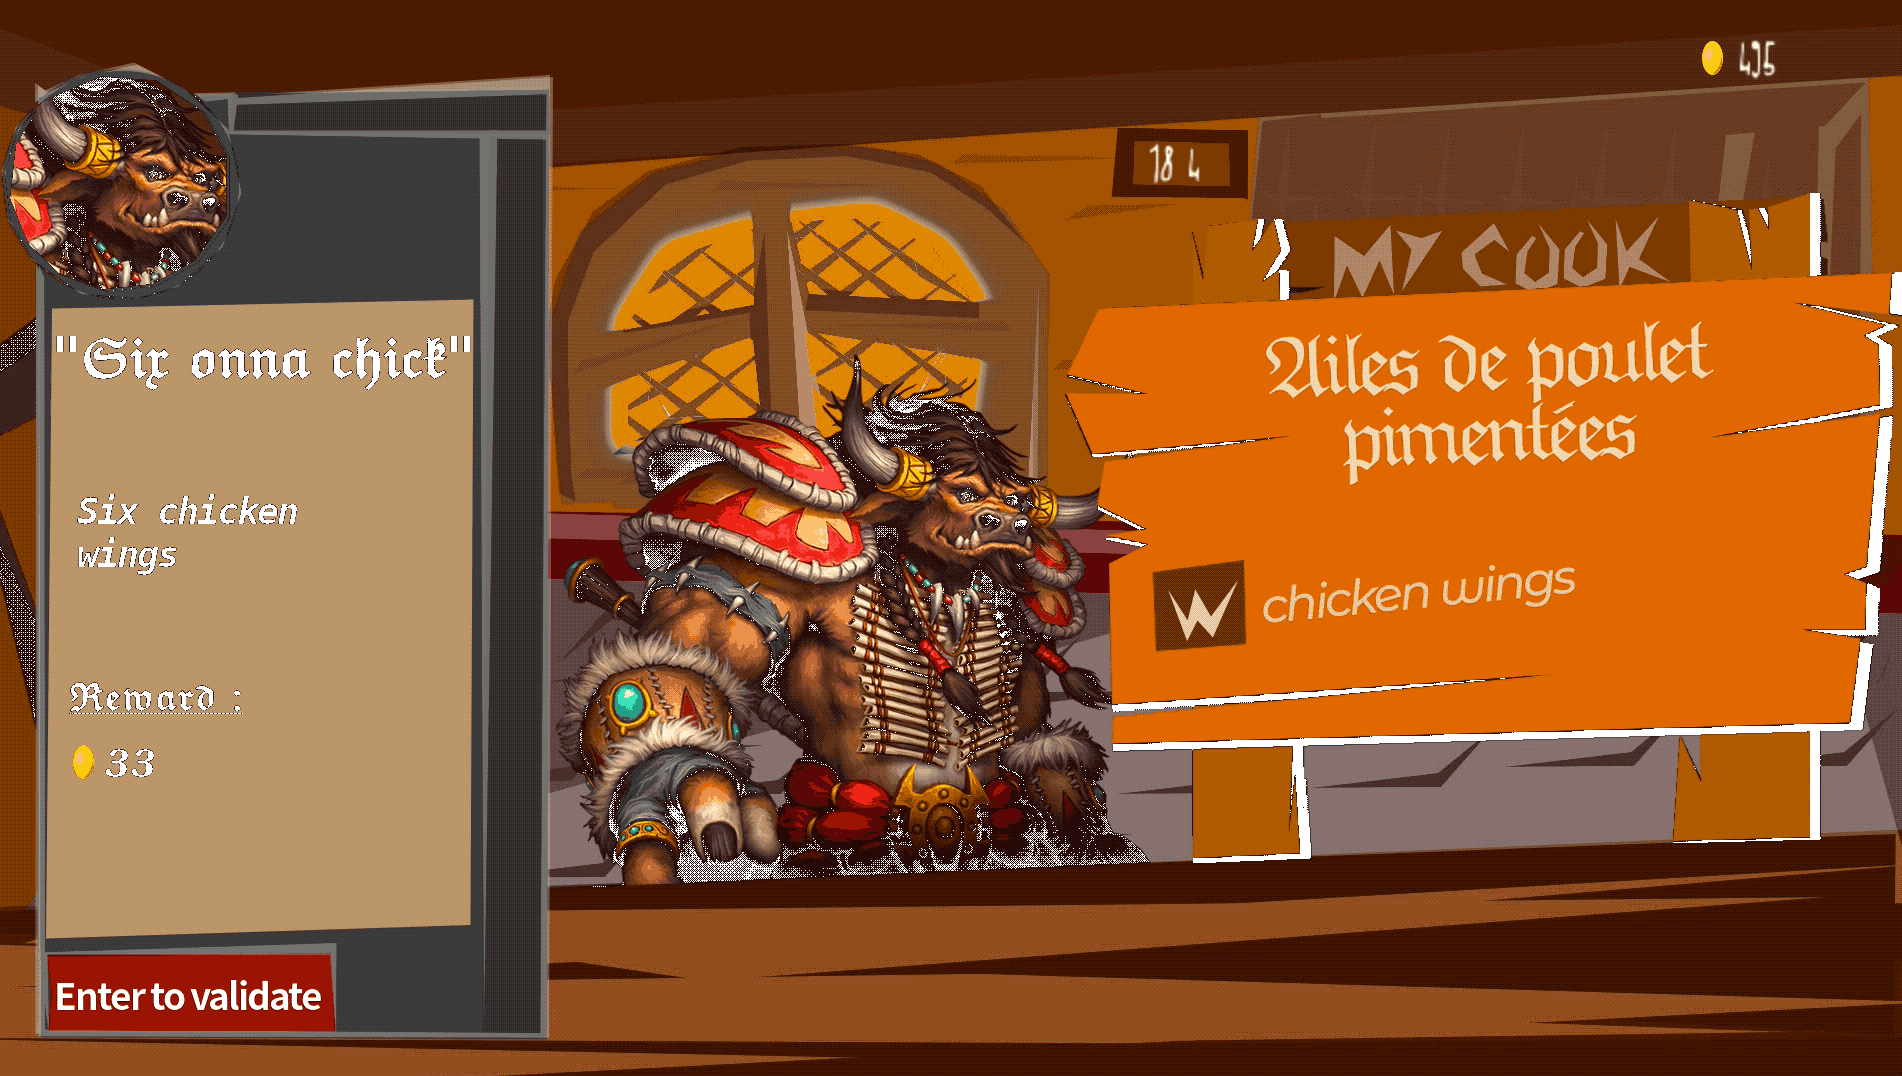 "Six onna chick"
Six chicken
wings
Reward :
33
Enter to validate
435
18 4
MY COOK
Ailes de poulet
pimentées
W chicken wings